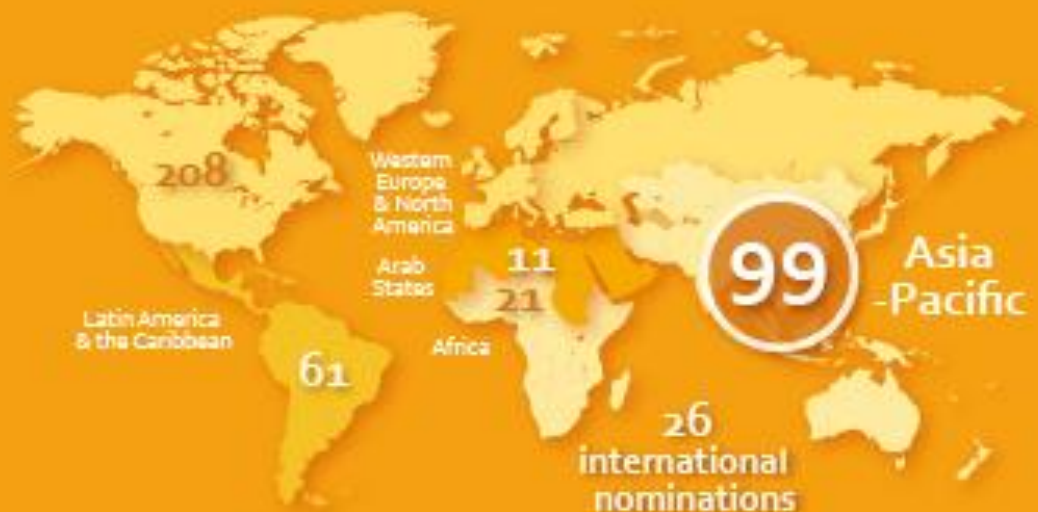 208
Western
Europe
& North
America
Arab
States
11
21
Africa
Latin America
& the Caribbean
61
99
Asia
-Pacific
26
international
nominations